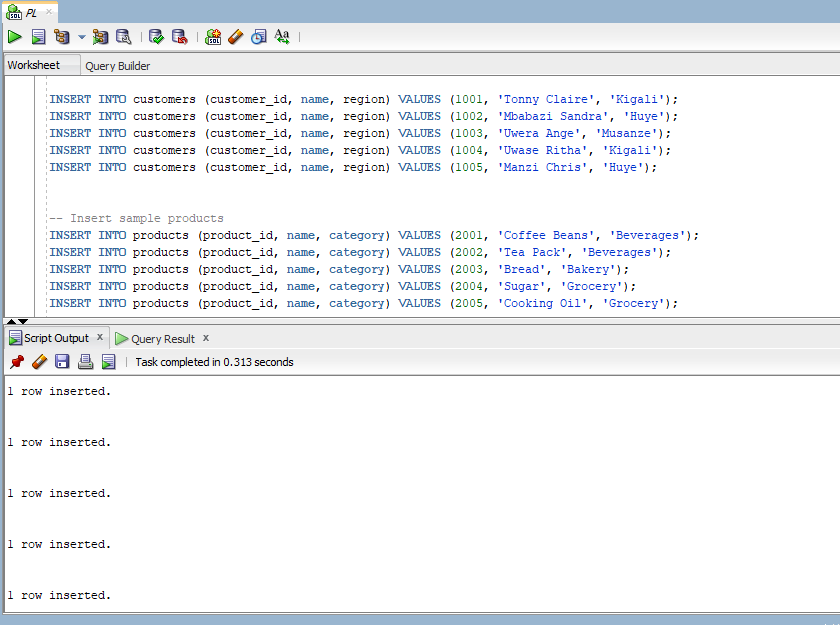 PL
Worksheet Query Builder
INSERT INTO customers (customer_id, name, region) VALUES (1001, 'Tonny Claire', 'Kigali');
INSERT INTO customers (customer_id, name, region) VALUES (1002, 'Mbabazi Sandra', 'Huye');
INSERT INTO customers (customer_id, name, region) VALUES (1003, 'Uwera Ange', 'Musanze');
INSERT INTO customers (customer_id, name, region) VALUES (1004, 'Uwase Ritha', 'Kigali');
INSERT INTO customers (customer_id, name, region) VALUES (1005, 'Manzi Chris', 'Huye');
-- Insert sample products
INSERT INTO products (product_id, name, category) VALUES (2001, 'Coffee Beans', 'Beverages');
INSERT INTO products (product_id, name, category) VALUES (2002, 'Tea Pack', 'Beverages');
INSERT INTO products (product_id, name, category) VALUES (2003, 'Bread', 'Bakery');
INSERT INTO products (product_id, name, category) VALUES (2004, 'Sugar', 'Grocery');
INSERT INTO products (product_id, name, category) VALUES (2005, 'Cooking Oil', 'Grocery');
Script Output x Query Result x
Task completed in 0.313 seconds
1 row inserted.
1 row inserted.
1 row inserted.
1 row inserted.
1 row inserted.